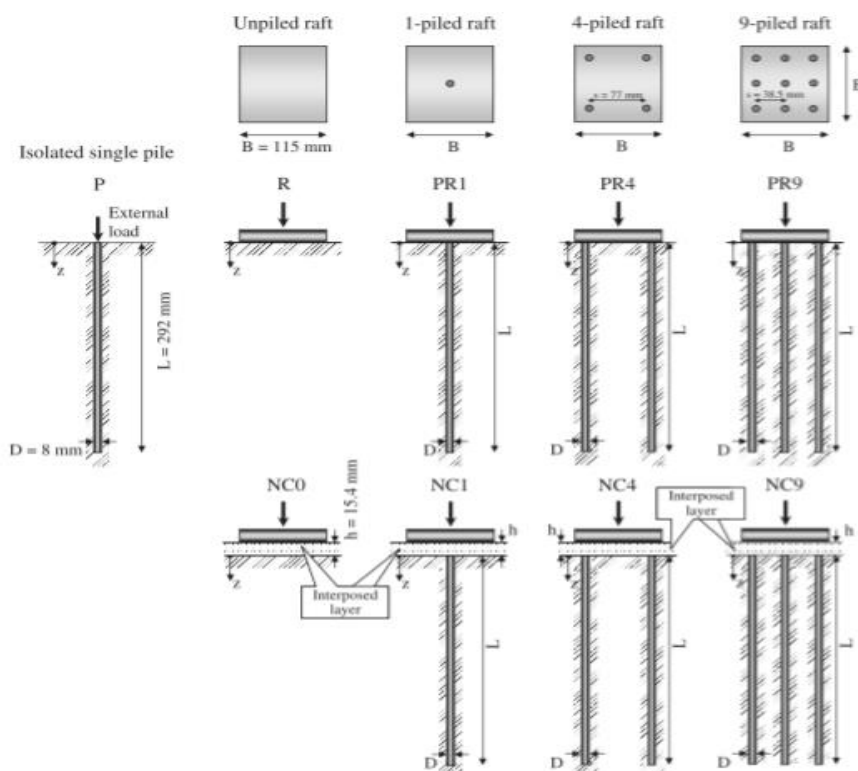 Unpiled raft
1-piled raft
4-piled raft
9-piled raft
s = 77 mm
s = 38.5 mm
B
B = 115 mm
B
B
B
Isolated single pile
P
R
PR1
PR4
PR9
External
load
z
z
z
z
z
L = 292 mm
L
L
L
D = 8 mm
D
D
D
NC0
NC1
NC4
NC9
h = 15.4 mm
Interposed
layer
h
h
h
z
z
z
z
Interposed
layer
L
L
L
D
D
D